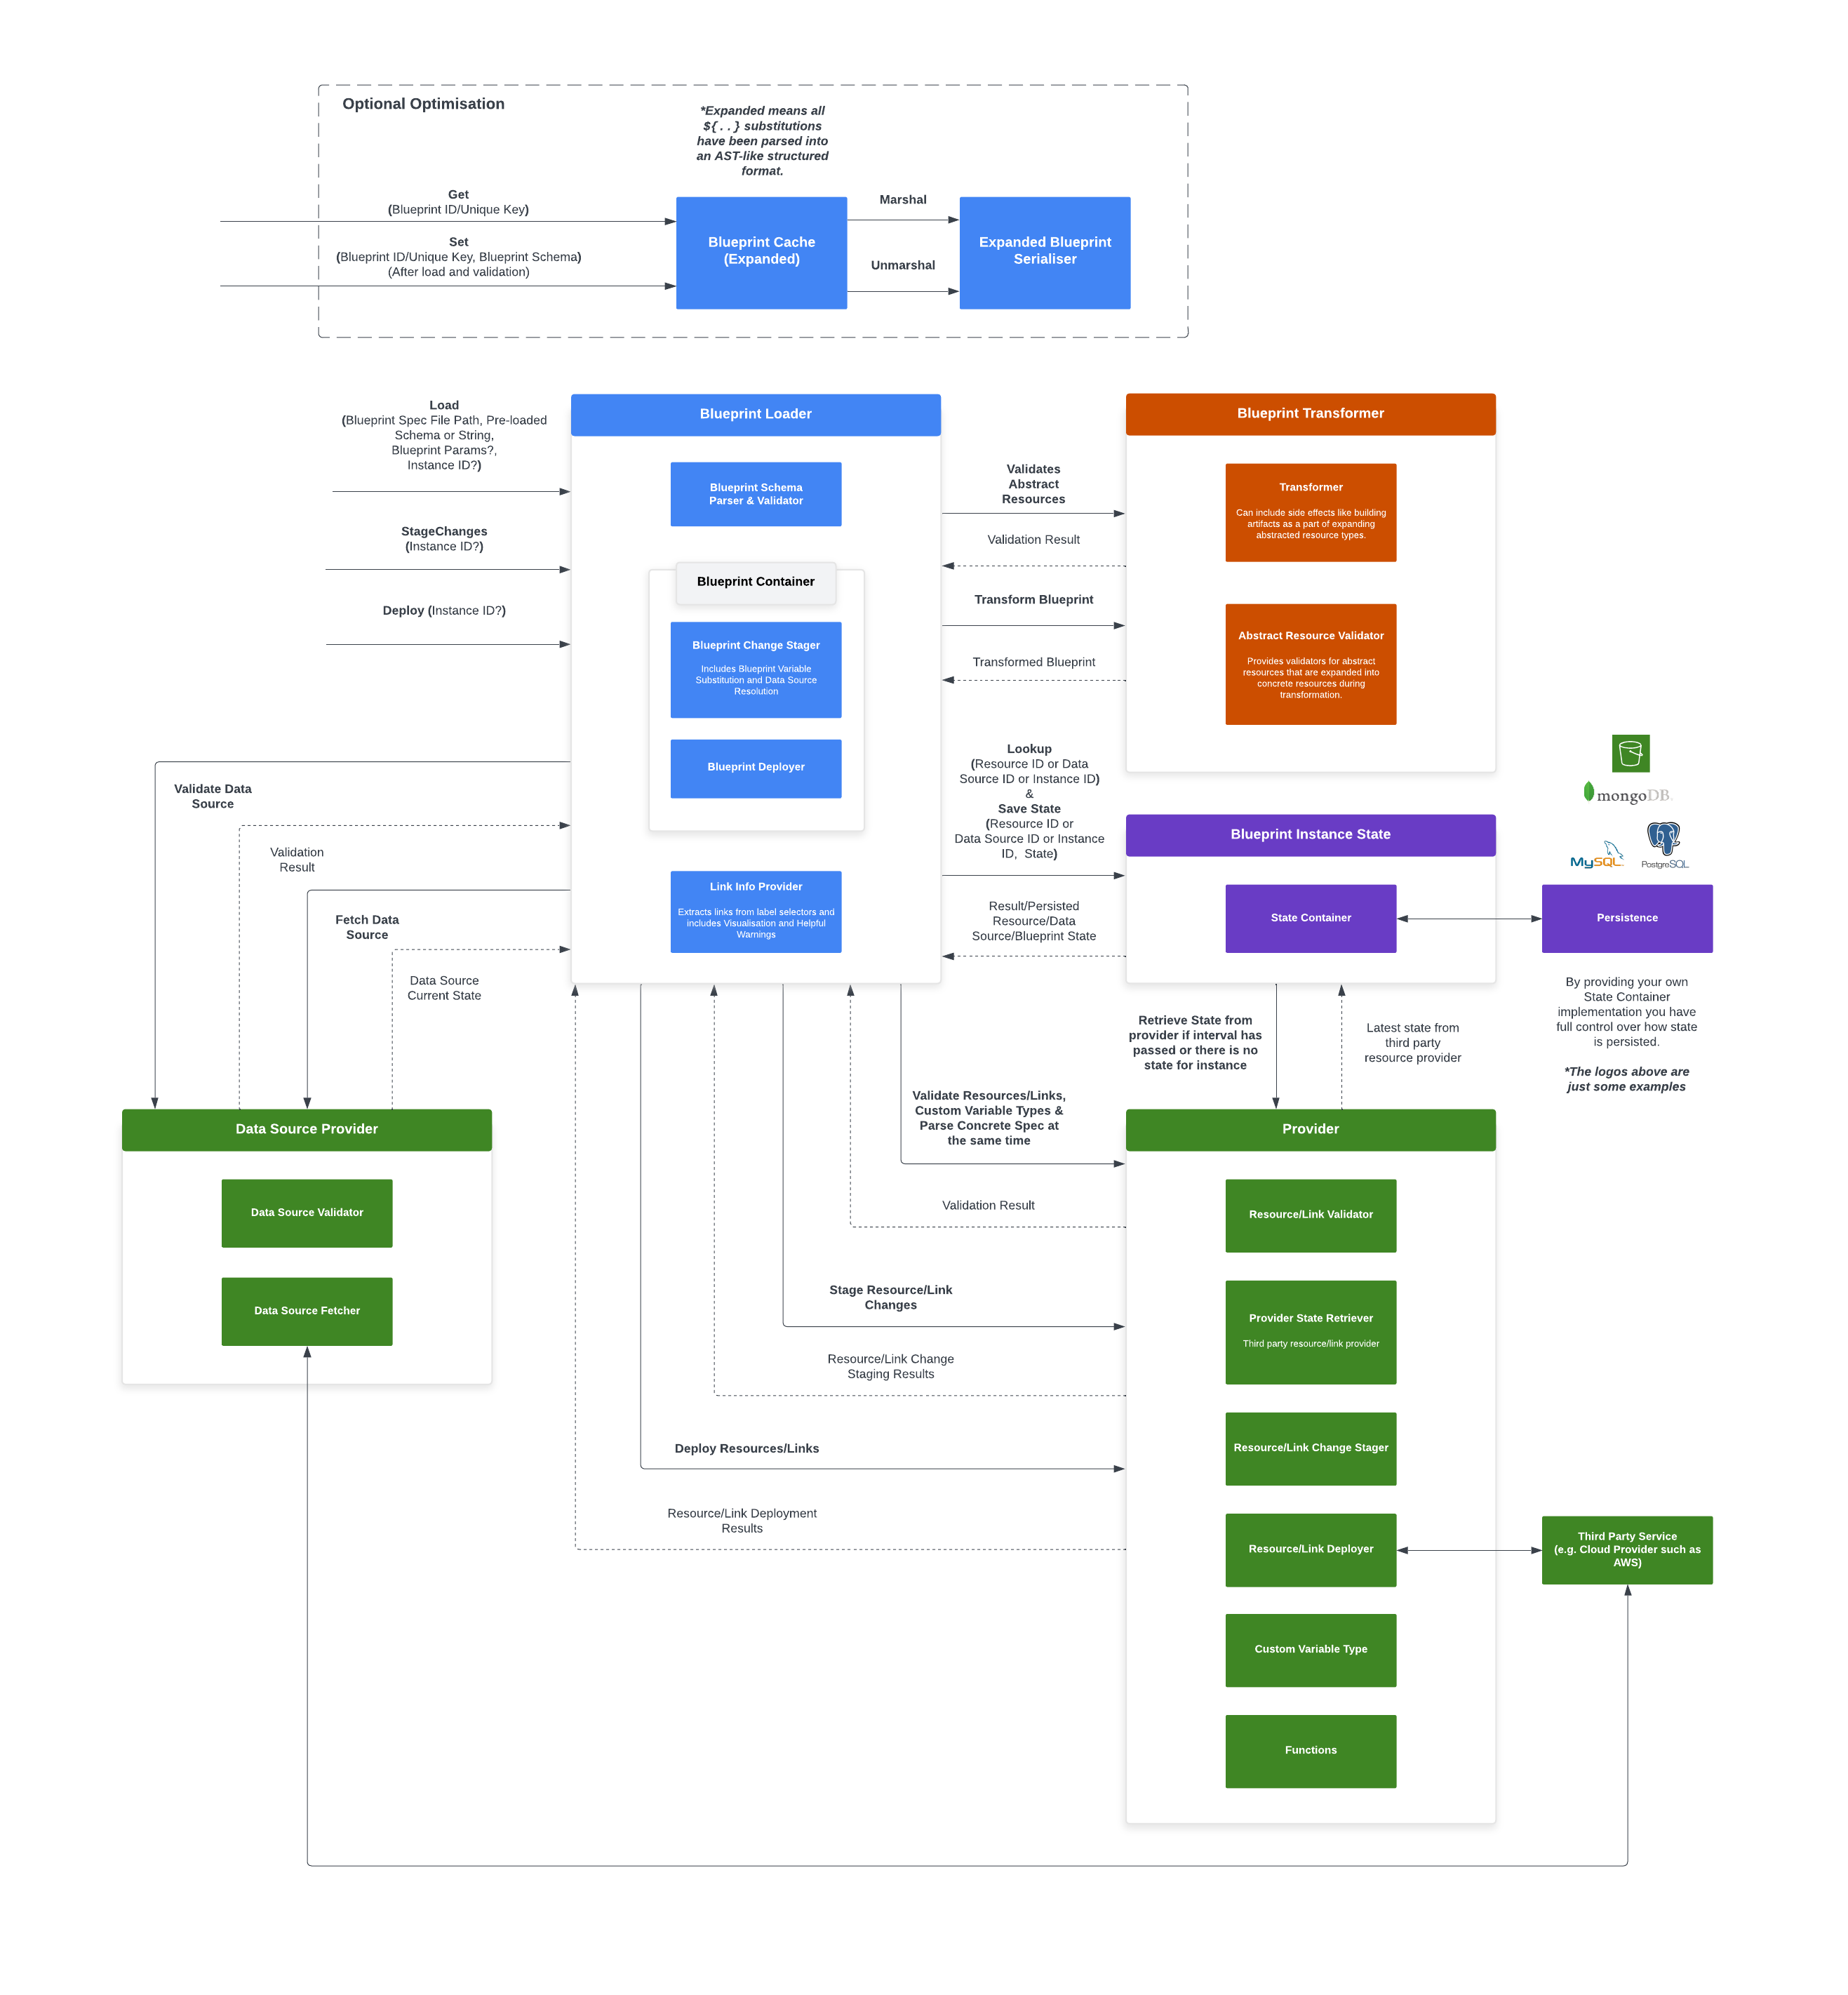 Optional Optimisation
*Expanded means all
${..} substitutions
have been parsed into
an AST-like structured
format.
Get
(Blueprint ID/Unique Key)
Set
(Blueprint ID/Unique Key, Blueprint Schema)
(After load and validation)
Blueprint Cache
(Expanded)
Marshal
Unmarshal
Expanded Blueprint
Serialiser
Load
(Blueprint Spec File Path, Pre-loaded
Schema or String,
Blueprint Params?,
Instance ID?)
StageChanges
(Instance ID?)
Deploy (Instance ID?)
Blueprint Loader
Blueprint Schema
Parser & Validator
Blueprint Container
Blueprint Change Stager
Includes Blueprint Variable
Substitution and Data Source
Resolution
Blueprint Deployer
Link Info Provider
Extracts links from label selectors and
includes Visualisation and Helpful
Warnings
Validates
Abstract
Resources
Validation Result
Transform Blueprint
Transformed Blueprint
Blueprint Transformer
Transformer
Can include side effects like building
artifacts as a part of expanding
abstracted resource types.
Abstract Resource Validator
Provides validators for abstract
resources that are expanded into
concrete resources during
transformation.
Lookup
(Resource ID or Data
Source ID or Instance ID)
&
Save State
(Resource ID or
Data Source ID or Instance
ID, State)
Result/Persisted
Resource/Data
Source/Blueprint State
Blueprint Instance State
State Container
mongoDB.
MySQL
PostgreSQL
Persistence
By providing your own
State Container
implementation you have
full control over how state
is persisted.
*The logos above are
just some examples
Validate Data
Source
Validation
Result
Fetch Data
Source
Data Source
Current State
Retrieve State from
provider if interval has
passed or there is no
state for instance
Latest state from
third party
resource provider
Data Source Provider
Data Source Validator
Data Source Fetcher
Validate Resources/Links,
Custom Variable Types &
Parse Concrete Spec at
the same time
Validation Result
Stage Resource/Link
Changes
Resource/Link Change
Staging Results
Deploy Resources/Links
Resource/Link Deployment
Results
Provider
Resource/Link Validator
Provider State Retriever
Third party resource/link provider
Resource/Link Change Stager
Resource/Link Deployer
Custom Variable Type
Functions
Third Party Service
(e.g. Cloud Provider such as
AWS)